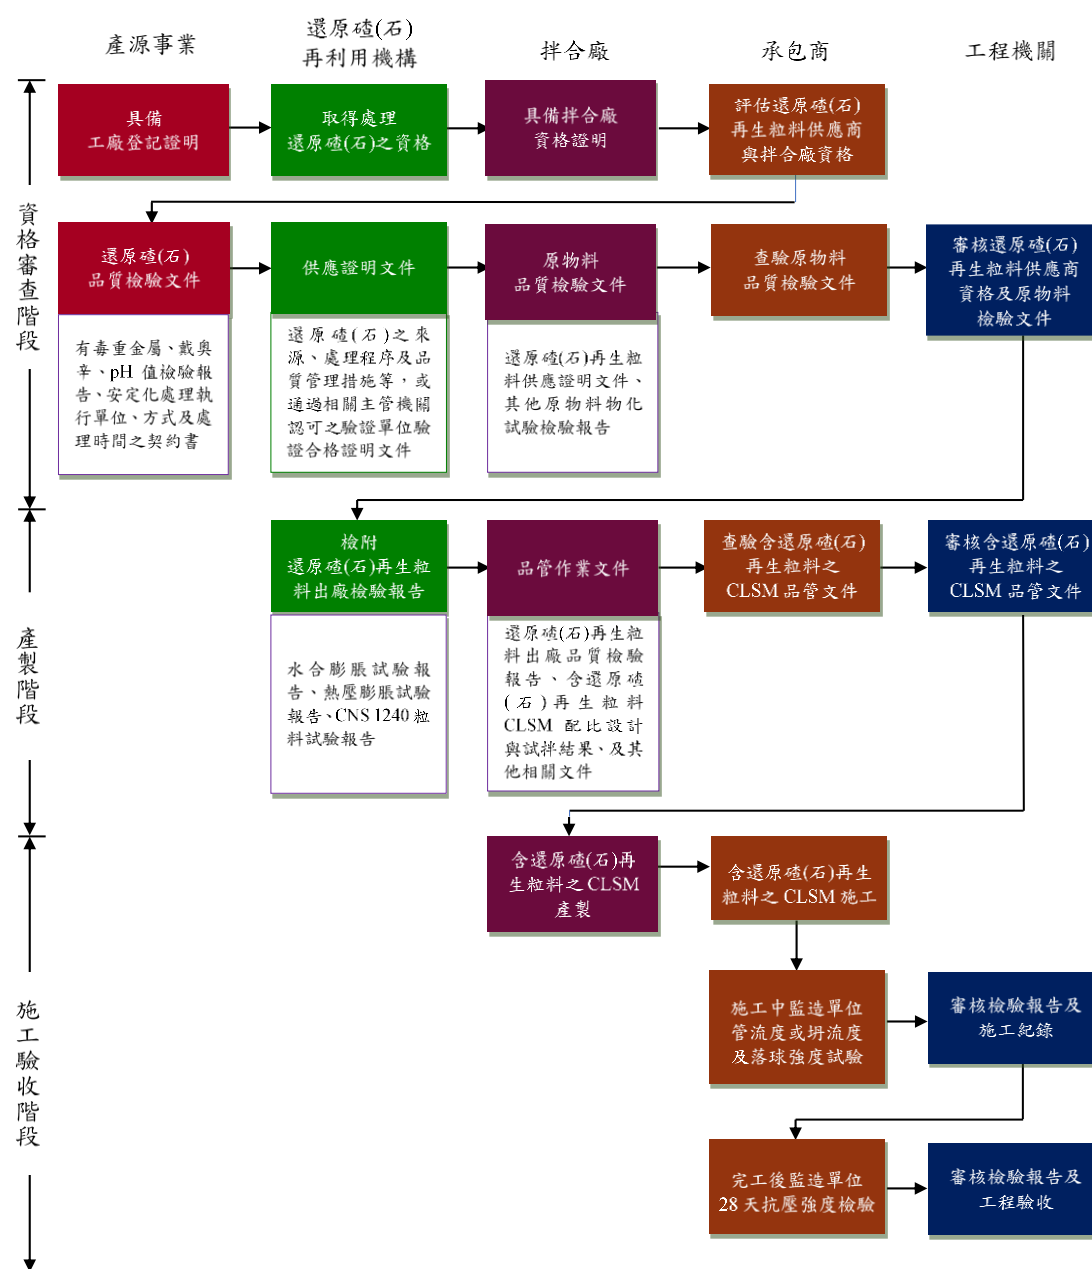 產源事業
還原碴(石)
再利用機構
拌合廠
承包商
工程機關
資格審查階段
具備
工廠登記證明
取得處理
還原碴(石)之資格
具備拌合廠
資格證明
評估還原碴(石)
再生粒料供應商
與拌合廠資格
還原碴(石)
品質檢驗文件
供應證明文件
原物料
品質檢驗文件
查驗原物料
品質檢驗文件
審核還原碴(石)
再生粒料供應商
資格及原物料
檢驗文件
有毒重金屬、戴奧
辛、pH 值檢驗報
告、安定化處理執
行單位、方式及處
理時間之契約書
還原碴(石)之來
源、處理程序及品
質管理措施等，或
通過相關主管機關
認可之驗證單位驗
證合格證明文件
還原碴(石)再生粒
料供應證明文件、
其他原物料物化
試驗檢驗報告
產製階段
檢附
還原碴(石)再生粒
料出廠檢驗報告
品管作業文件
查驗含還原碴(石)
再生粒料之
CLSM 品管文件
審核含還原碴(石)
再生粒料之
CLSM 品管文件
水合膨脹試驗報
告、熱壓膨脹試驗
報告、CNS 1240 粒
料試驗報告
還原碴(石)再生粒
料出廠品質檢驗
報告、含還原碴
(石)再生粒料
CLSM 配比設計
與試拌結果、及其
他相關文件
施工驗收階段
含還原碴(石)再
生粒料之 CLSM
產製
含還原碴(石)再生
粒料之 CLSM 施工
施工中監造單位
管流度或坍流度
及落球強度試驗
審核檢驗報告及
施工紀錄
完工後監造單位
28 天抗壓強度檢驗
審核檢驗報告及
工程驗收